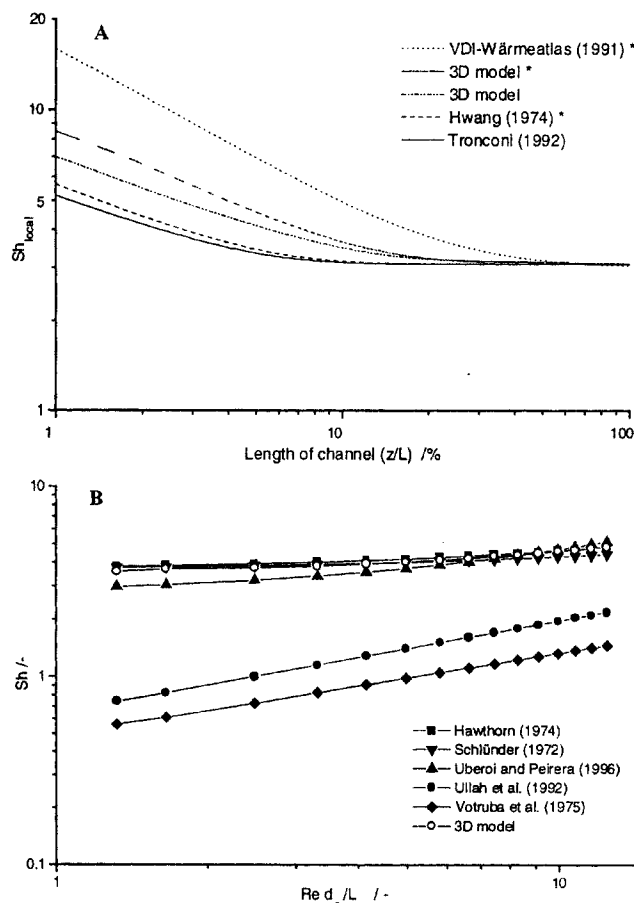 A
20
10
5
1
Sh local
VDI-Wärmeatlas (1991) *
3D model *
3D model
Hwang (1974) *
Tronconi (1992)
1
10
100
Length of channel (z/L) /%
B
10
1
0.1
Sh /-
Hawthorn (1974)
Schlünder (1972)
Uberoi and Peirera (1996)
Ullah et al. (1992)
Votruba et al. (1975)
3D model
1
10
Re d /L / -